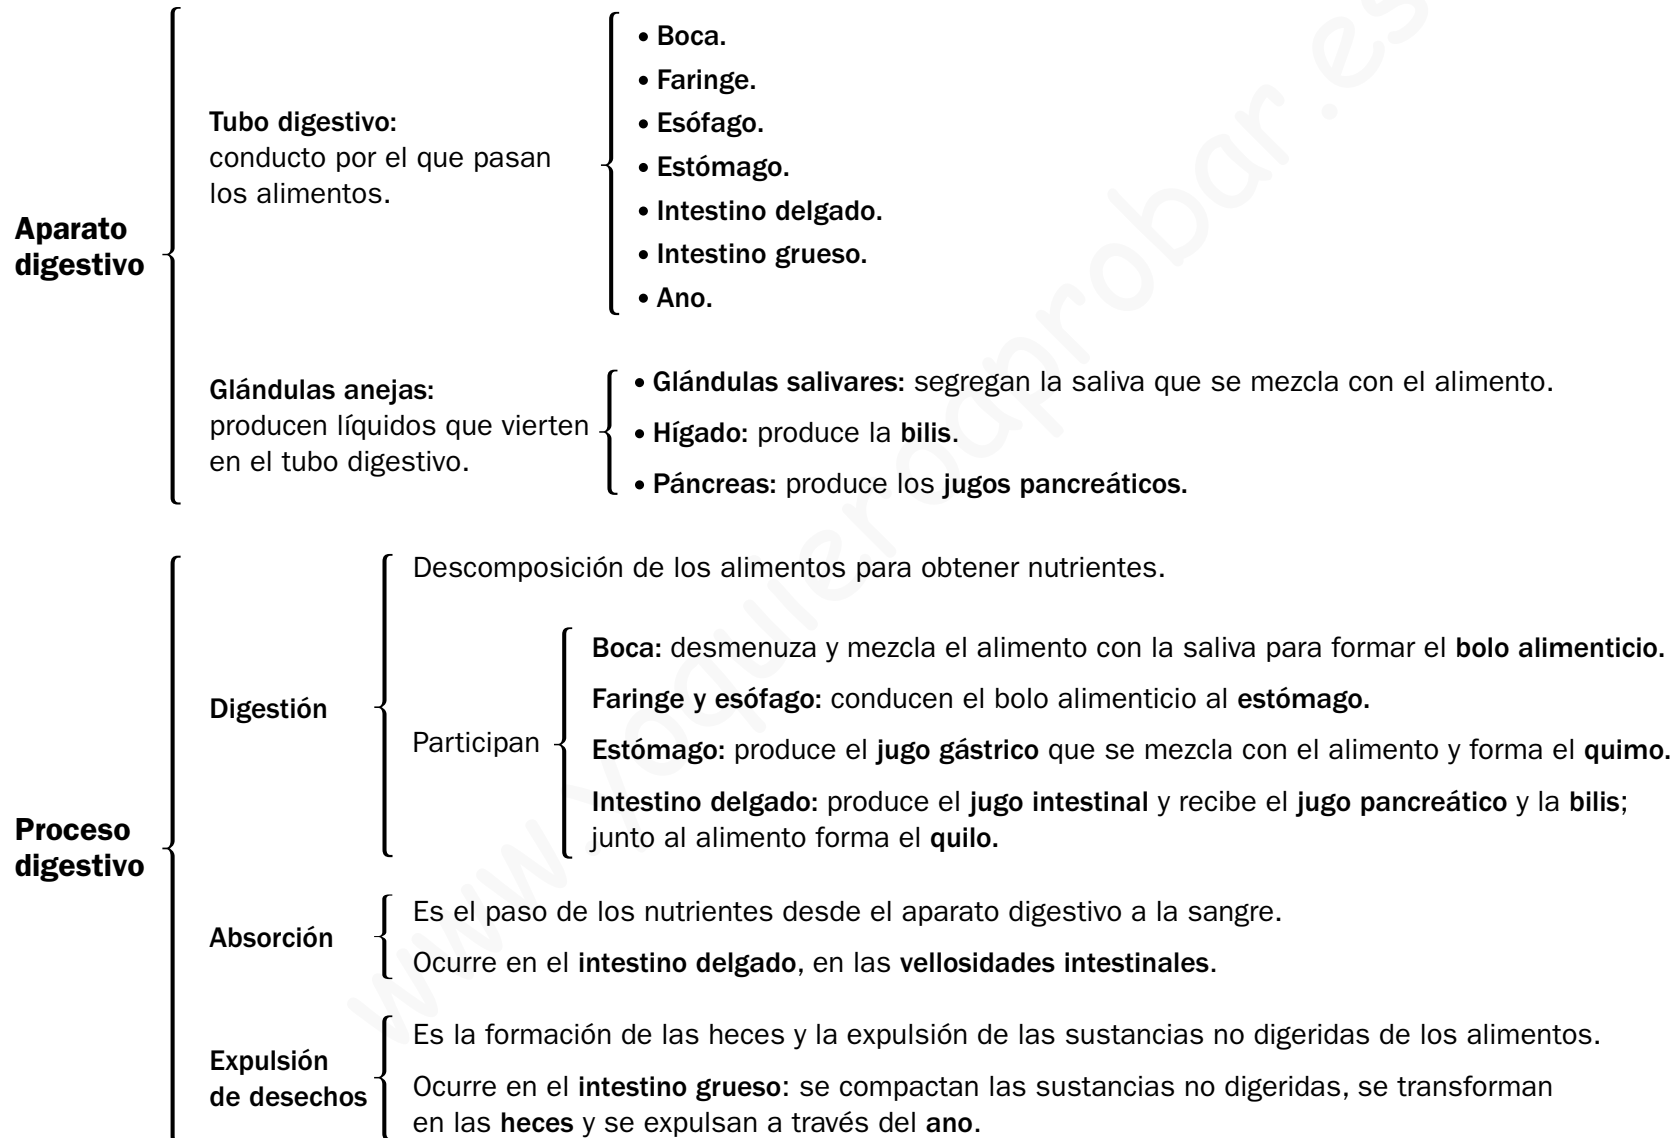 Aparato
digestivo
Tubo digestivo:
conducto por el que pasan
los alimentos.
• Boca.
• Faringe.
• Esófago.
• Estómago.
• Intestino delgado.
• Intestino grueso.
• Ano.
Glándulas anejas:
producen líquidos que vierten
en el tubo digestivo.
• Glándulas salivares: segregan la saliva que se mezcla con el alimento.
• Hígado: produce la bilis.
• Páncreas: produce los jugos pancreáticos.
Proceso
digestivo
Digestión
Descomposición de los alimentos para obtener nutrientes.
Participan
Boca: desmenuza y mezcla el alimento con la saliva para formar el bolo alimenticio.
Faringe y esófago: conducen el bolo alimenticio al estómago.
Estómago: produce el jugo gástrico que se mezcla con el alimento y forma el quimo.
Intestino delgado: produce el jugo intestinal y recibe el jugo pancreático y la bilis;
junto al alimento forma el quilo.
Absorción
Es el paso de los nutrientes desde el aparato digestivo a la sangre.
Ocurre en el intestino delgado, en las vellosidades intestinales.
Expulsión
de desechos
Es la formación de las heces y la expulsión de las sustancias no digeridas de los alimentos.
Ocurre en el intestino grueso: se compactan las sustancias no digeridas, se transforman
en las heces y se expulsan a través del ano.
www.yoquieroaprobar.es